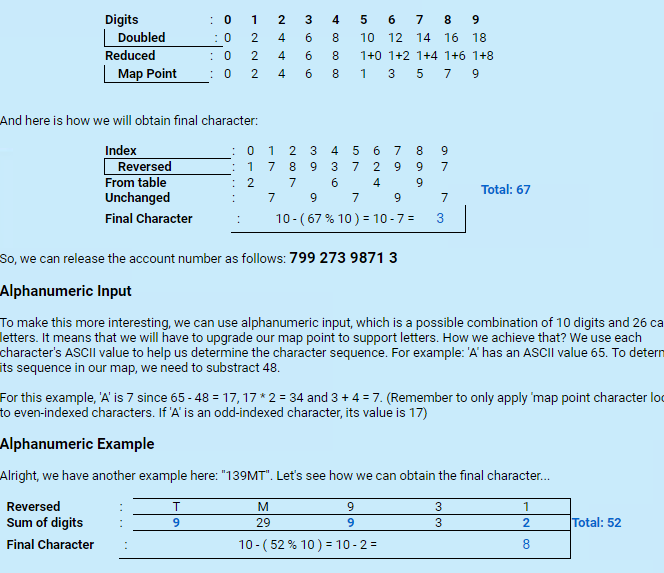 Digits : 0 1 2 3 4 5 6 7 8 9
Doubled : 0 2 4 6 8 10 12 14 16 18
Reduced : 0 2 4 6 8 1+0 1+2 1+4 1+6 1+8
Map Point : 0 2 4 6 8 1 3 5 7 9
And here is how we will obtain final character:
Index : 0 1 2 3 4 5 6 7 8 9
Reversed : 1 7 8 9 3 7 2 9 9 7
From table : 2 7 6 4 9
Total: 67
Unchanged : 7 9 7 9 7
Final Character : 10 - ( 67 % 10 ) = 10 - 7 = 3
So, we can release the account number as follows: 799 273 9871 3
Alphanumeric Input
To make this more interesting, we can use alphanumeric input, which is a possible combination of 10 digits and 26 ca
letters. It means that we will have to upgrade our map point to support letters. How we achieve that? We use each
character's ASCII value to help us determine the character sequence. For example: 'A' has an ASCII value 65. To determ
its sequence in our map, we need to substract 48.
For this example, 'A' is 7 since 65 - 48 = 17, 17 * 2 = 34 and 3 + 4 = 7. (Remember to only apply 'map point character loc
to even-indexed characters. If 'A' is an odd-indexed character, its value is 17)
Alphanumeric Example
Alright, we have another example here: "139MT". Let's see how we can obtain the final character...
Reversed : T M 9 3 1
Sum of digits : 9 29 9 3 2 Total: 52
Final Character : 10 - ( 52 % 10 ) = 10 - 2 = 8